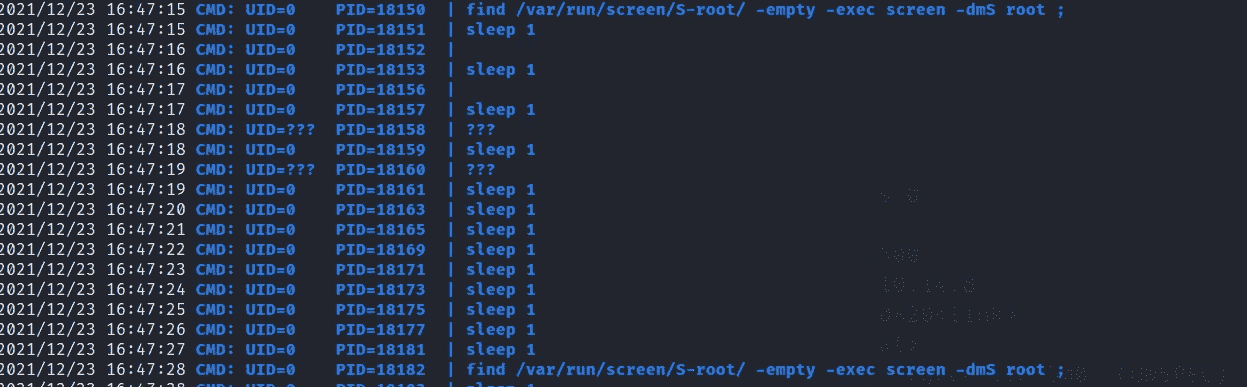 2021/12/23 16:47:15 CMD: UID=0 PID=18150 | find /var/run/screen/S-root/ -empty -exec screen -dmS root ;
2021/12/23 16:47:15 CMD: UID=0 PID=18151 | sleep 1
2021/12/23 16:47:16 CMD: UID=0 PID=18152 |
2021/12/23 16:47:16 CMD: UID=0 PID=18153 | sleep 1
2021/12/23 16:47:17 CMD: UID=0 PID=18156 |
2021/12/23 16:47:17 CMD: UID=0 PID=18157 | sleep 1
2021/12/23 16:47:18 CMD: UID=??? PID=18158 | ???
2021/12/23 16:47:18 CMD: UID=0 PID=18159 | sleep 1
2021/12/23 16:47:19 CMD: UID=??? PID=18160 | ???
2021/12/23 16:47:19 CMD: UID=0 PID=18161 | sleep 1
2021/12/23 16:47:20 CMD: UID=0 PID=18163 | sleep 1
2021/12/23 16:47:21 CMD: UID=0 PID=18165 | sleep 1
2021/12/23 16:47:22 CMD: UID=0 PID=18169 | sleep 1
2021/12/23 16:47:23 CMD: UID=0 PID=18171 | sleep 1
2021/12/23 16:47:24 CMD: UID=0 PID=18173 | sleep 1
2021/12/23 16:47:25 CMD: UID=0 PID=18175 | sleep 1
2021/12/23 16:47:26 CMD: UID=0 PID=18177 | sleep 1
2021/12/23 16:47:27 CMD: UID=0 PID=18181 | sleep 1
2021/12/23 16:47:28 CMD: UID=0 PID=18182 | find /var/run/screen/S-root/ -empty -exec screen -dmS root ;